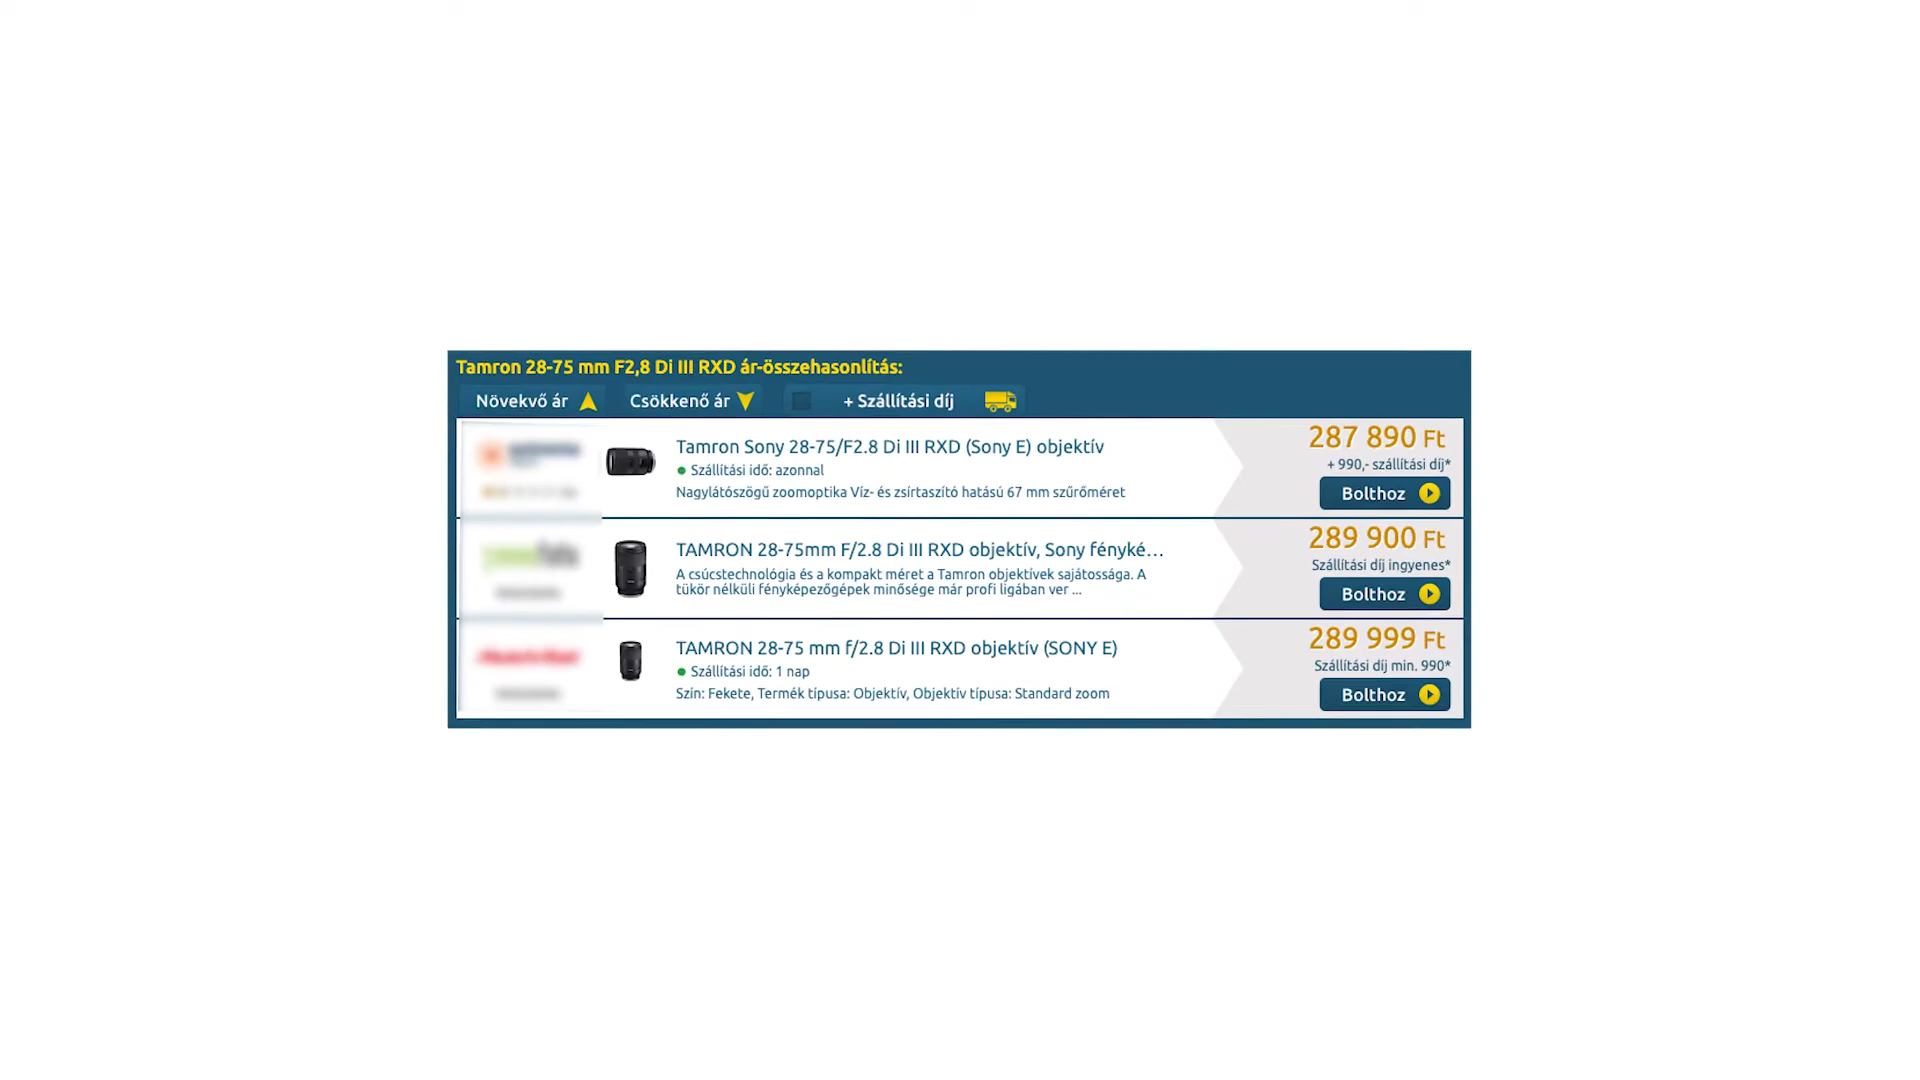 Tamron 28-75 mm F2,8 Di III RXD ár-összehasonlítás:
Növekvő ár Csökkenő ár + Szállítási díj
Tamron Sony 28-75/F2.8 Di III RXD (Sony E) objektív
Szállítási idő: azonnal
Nagylátószögű zoomoptika Víz- és zsírtaszító hatású 67 mm szűrőméret
287 890 Ft
+ 990,- szállítási díj*
Bolthoz
TAMRON 28-75mm F/2.8 Di III RXD objektív, Sony fényké...
A csúcstechnológia és a kompakt méret a Tamron objektívek sajátossága. A
tükör nélküli fényképezőgépek minősége már profi ligában ver ...
289 900 Ft
Szállítási díj ingyenes*
Bolthoz
TAMRON 28-75 mm f/2.8 Di III RXD objektív (SONY E)
Szállítási idő: 1 nap
Szín: Fekete, Termék típusa: Objektív, Objektív típusa: Standard zoom
289 999 Ft
Szállítási díj min. 990*
Bolthoz